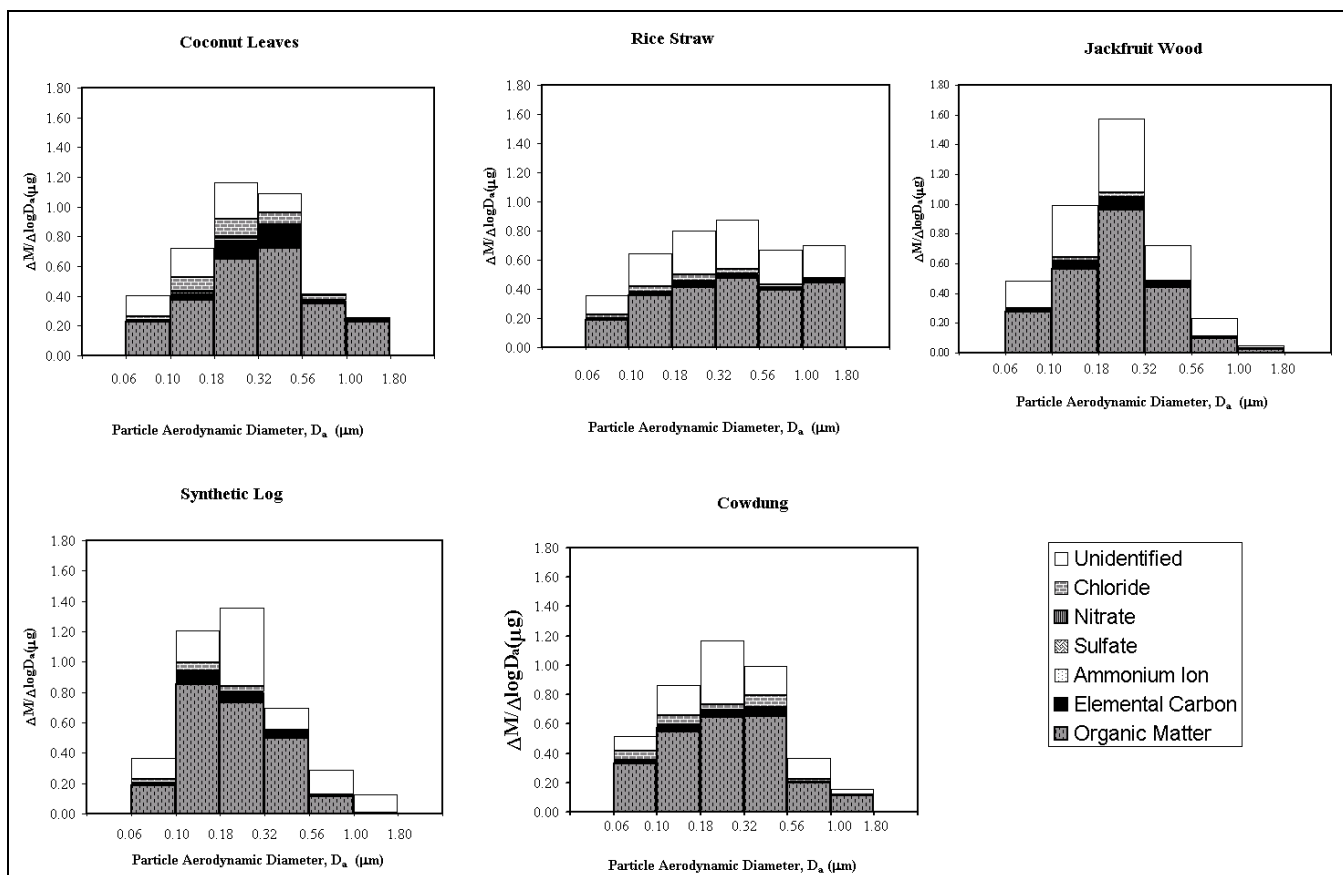 Coconut Leaves
1.80
1.60
1.40
1.20
1.00
0.80
0.60
0.40
0.20
0.00
ΔM/ΔlogDₐ(μg)
0.06 0.10 0.18 0.32 0.56 1.00 1.80
Particle Aerodynamic Diameter, Dₐ (μm)
Rice Straw
1.80
1.60
1.40
1.20
1.00
0.80
0.60
0.40
0.20
0.00
ΔM/ΔlogDₐ(μg)
0.06 0.10 0.18 0.32 0.56 1.00 1.80
Particle Aerodynamic Diameter, Dₐ (μm)
Jackfruit Wood
1.80
1.60
1.40
1.20
1.00
0.80
0.60
0.40
0.20
0.00
ΔM/ΔlogDₐ(μg)
0.06 0.10 0.18 0.32 0.56 1.00 1.80
Particle Aerodynamic Diameter, Dₐ (μm)
Synthetic Log
1.80
1.60
1.40
1.20
1.00
0.80
0.60
0.40
0.20
0.00
ΔM/ΔlogDₐ(μg)
0.06 0.10 0.18 0.32 0.56 1.00 1.80
Particle Aerodynamic Diameter, Dₐ (μm)
Cowdung
1.80
1.60
1.40
1.20
1.00
0.80
0.60
0.40
0.20
0.00
ΔM/ΔlogDₐ(μg)
0.06 0.10 0.18 0.32 0.56 1.00 1.80
Particle Aerodynamic Diameter, Dₐ (μm)
Unidentified
Chloride
Nitrate
Sulfate
Ammonium Ion
Elemental Carbon
Organic Matter